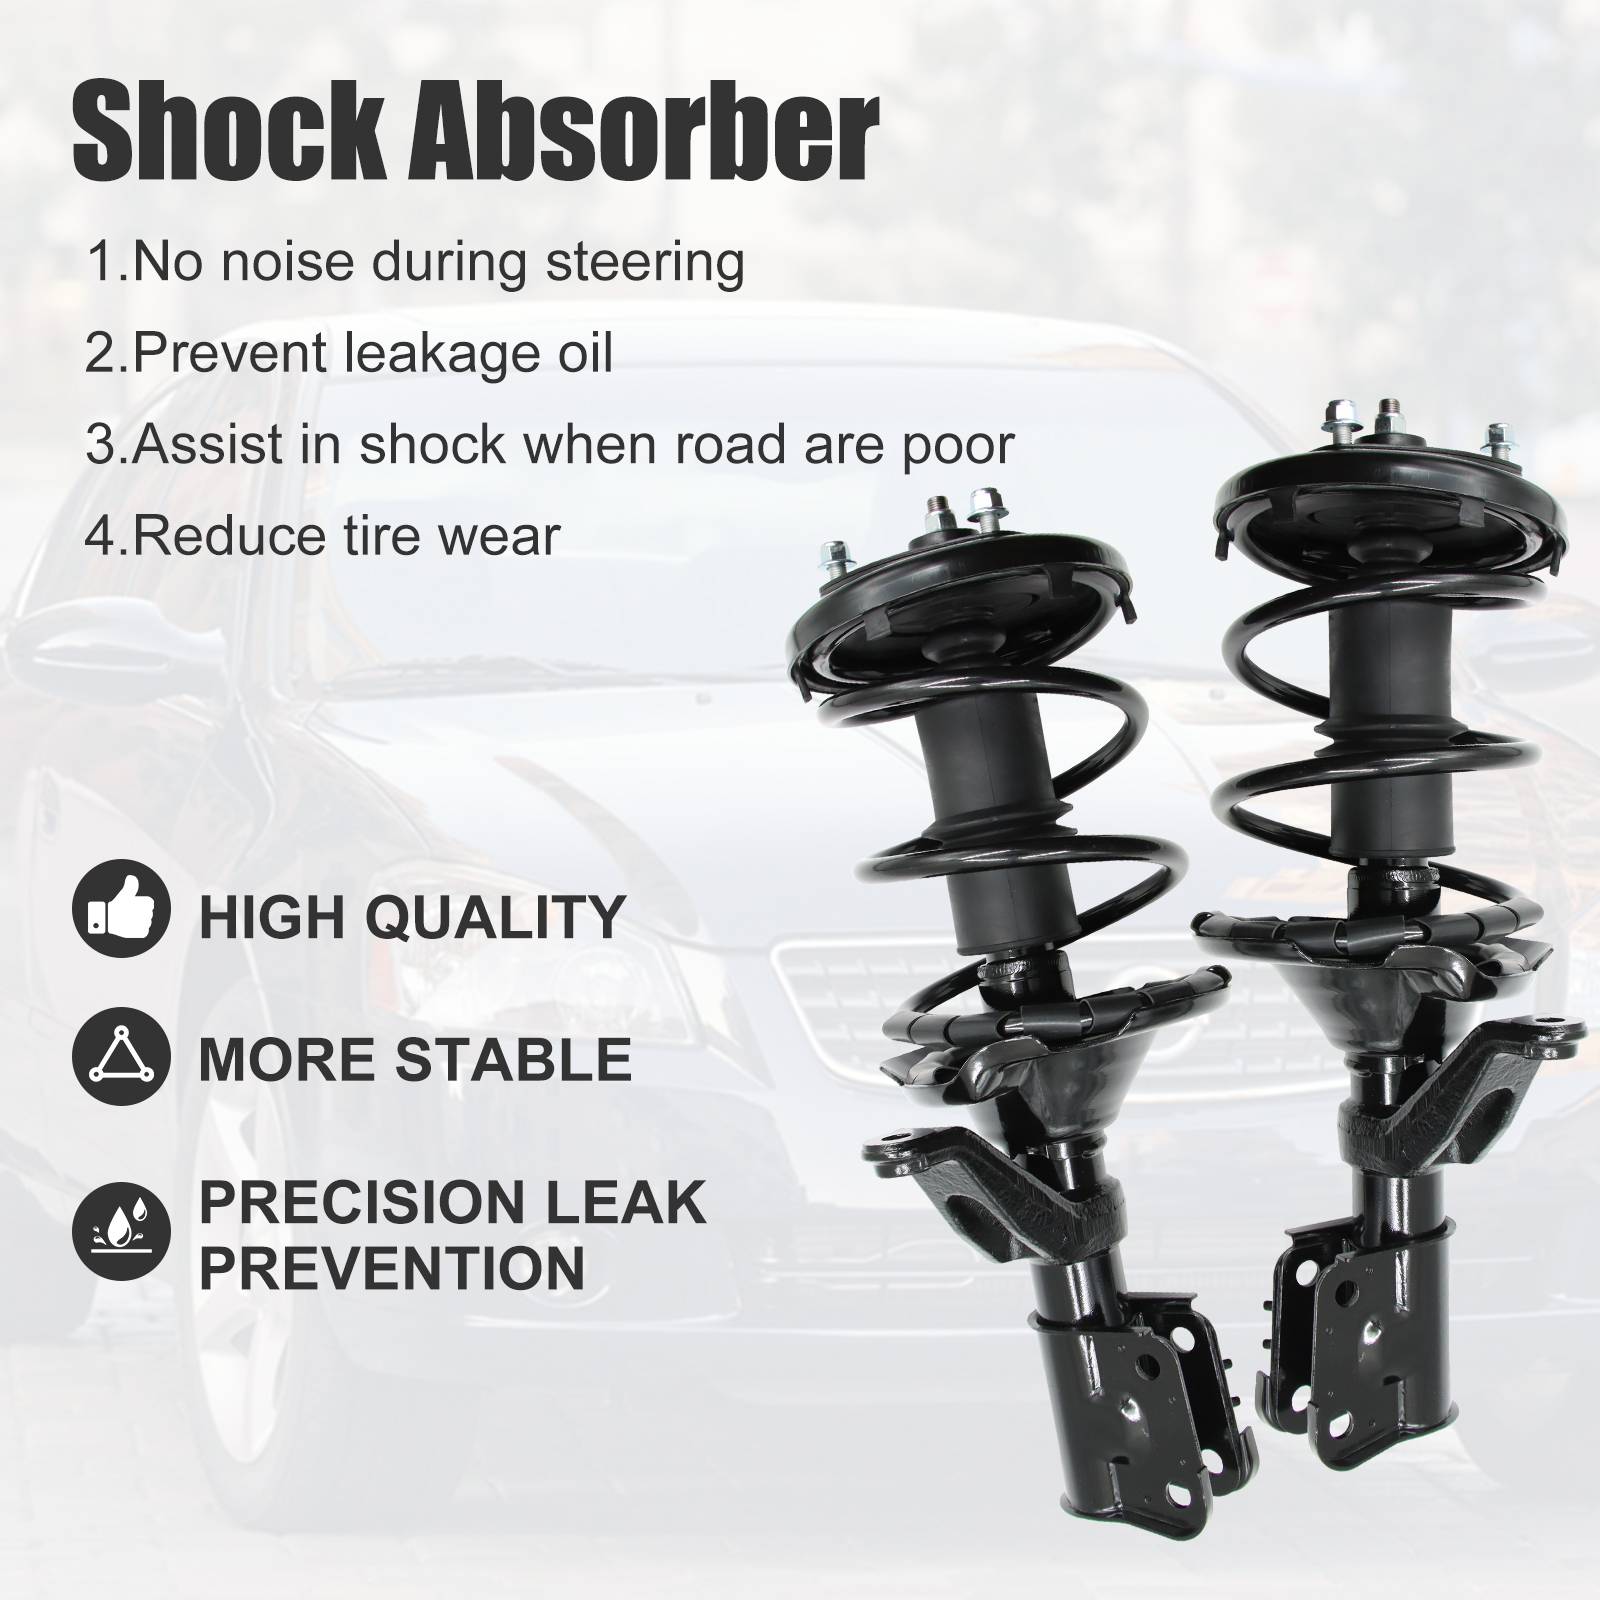 Shock Absorber
1.No noise during steering
2.Prevent leakage oil
3.Assist in shock when road are poor
4.Reduce tire wear
HIGH QUALITY
MORE STABLE
PRECISION LEAK
PREVENTION